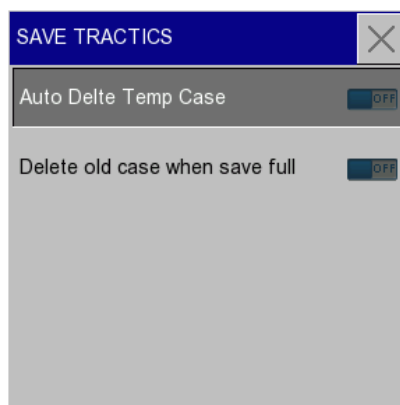 SAVE TRACTICS
Auto Delte Temp Case
OFF
Delete old case when save full
OFF